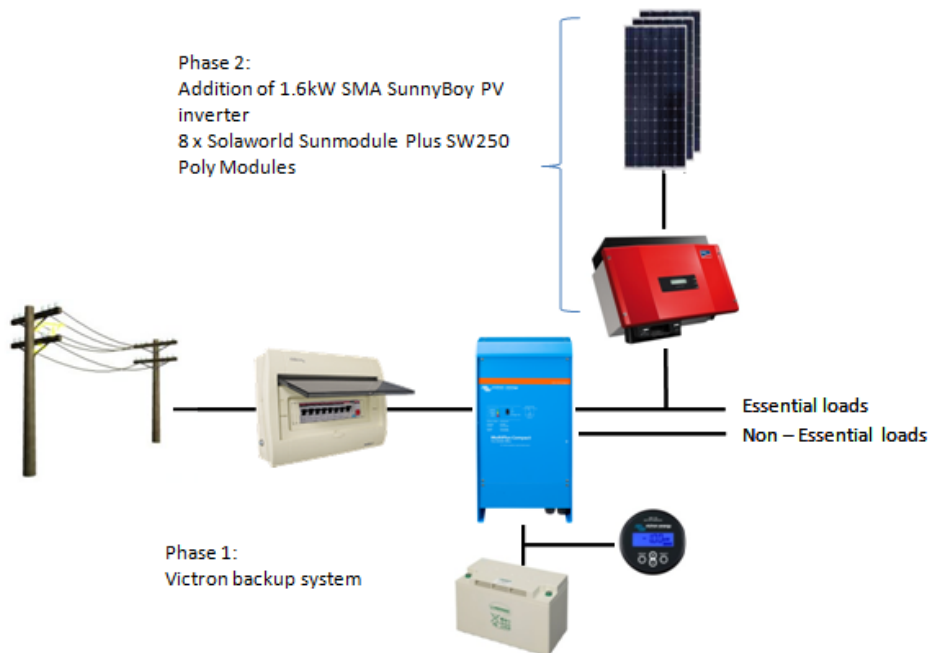 Phase 2:
Addition of 1.6kW SMA SunnyBoy PV
inverter
8 x Solaworld Sunmodule Plus SW250
Poly Modules
Essential loads
Non – Essential loads
Phase 1:
Victron backup system